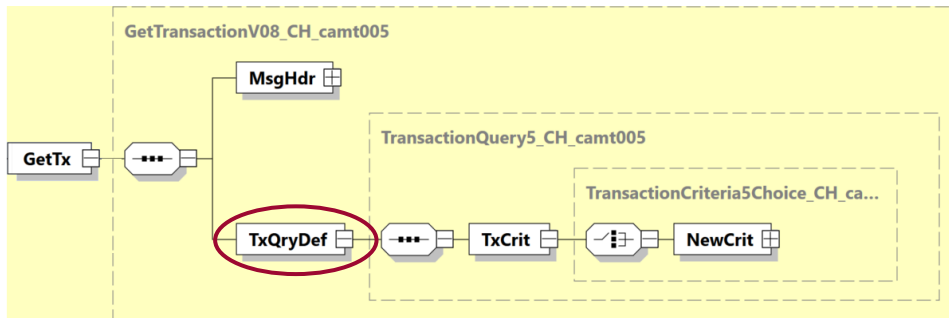 GetTransactionV08_CH_camt005
MsgHdr
TransactionQuery5_CH_camt005
GetTx
TransactionCriteria5Choice_CH_ca...
TxQryDef
TxCrit
NewCrit